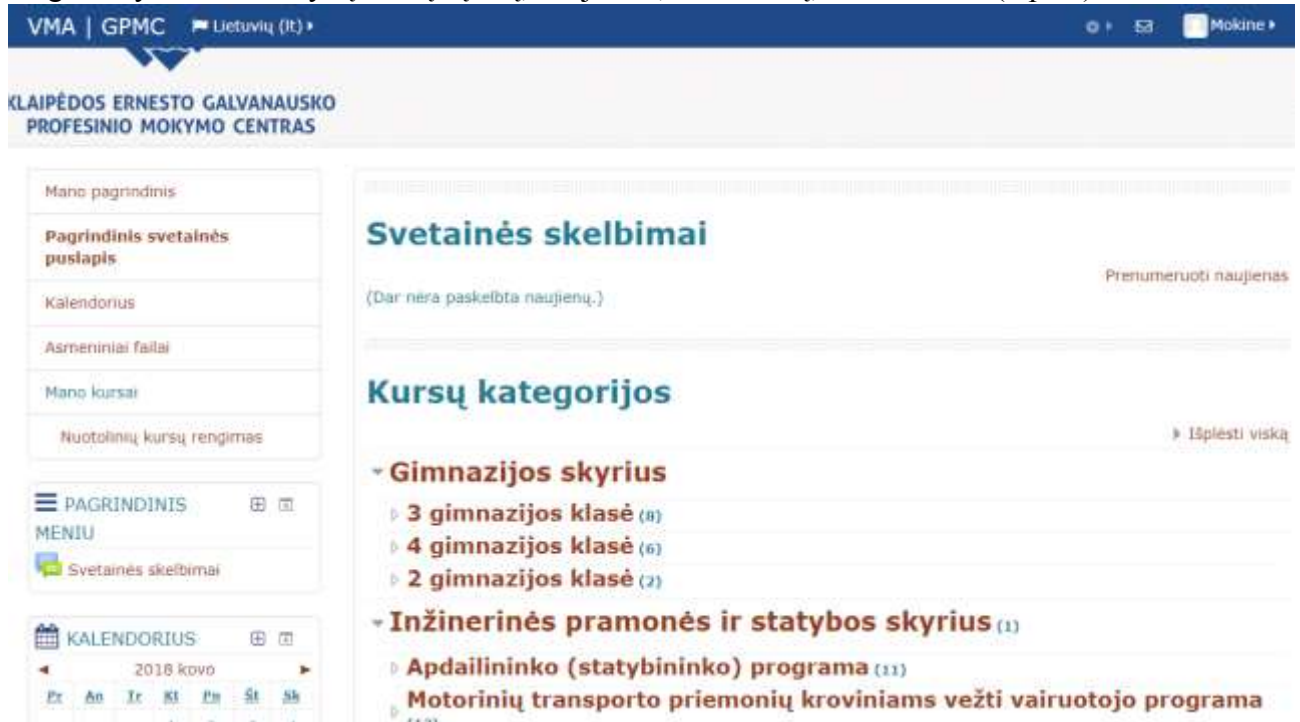 VMA | GPMC Lietuvių (lt)
Mokine
KLAIPĖDOS ERNESTO GALVANAUSKO
PROFESINIO MOKYMO CENTRAS
Mano pagrindinis
Pagrindinis svetainės
puslapis
Kalendorius
Asmeniniai failai
Mano kursai
Nuotolinių kursų rengimas
PAGRINDINIS
MENIU
Svetainės skelbimai
KALENDORIUS
2018 kovo
Pr An Tr Kt Pn Št Sk
Svetainės skelbimai
Prenumeruoti naujienas
(Dar nėra paskelbta naujienų.)
Kursų kategorijos
Išplėsti viską
Gimnazijos skyrius
3 gimnazijos klasė (8)
4 gimnazijos klasė (6)
2 gimnazijos klasė (2)
Inžinerinės pramonės ir statybos skyrius (1)
Apdailininko (statybininko) programa (11)
Motorinių transporto priemonių kroviniams vežti vairuotojo programa